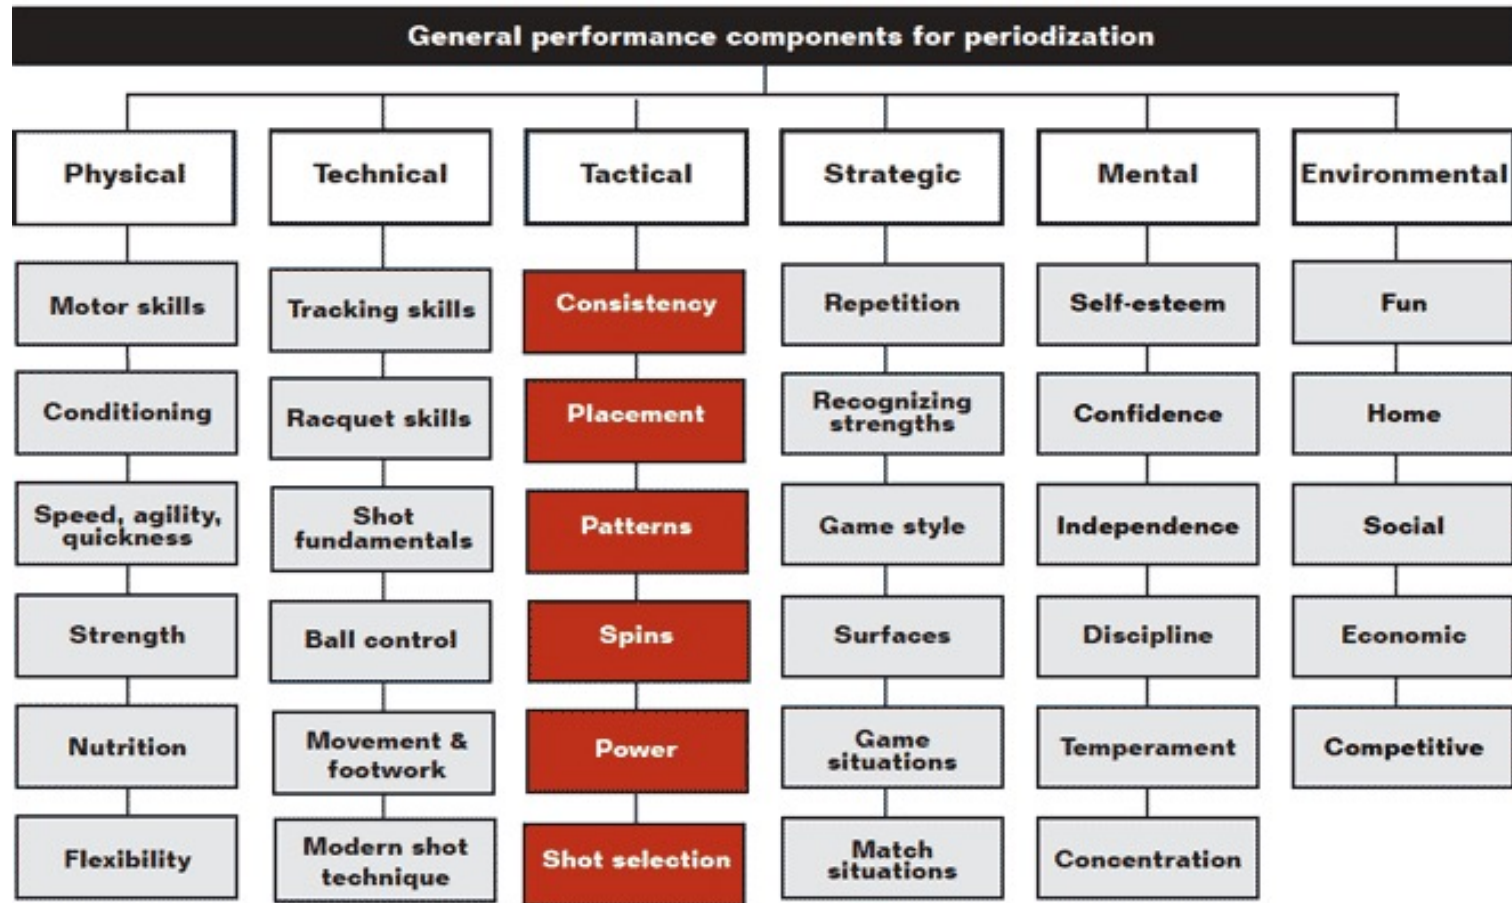 General performance components for periodization
Physical
Technical
Tactical
Strategic
Mental
Environmental
Motor skills
Tracking skills
Consistency
Repetition
Self-esteem
Fun
Conditioning
Racquet skills
Placement
Recognizing
strengths
Confidence
Home
Speed, agility,
quickness
Shot
fundamentals
Patterns
Game style
Independence
Social
Strength
Ball control
Spins
Surfaces
Discipline
Economic
Nutrition
Movement &
footwork
Power
Game
situations
Temperament
Competitive
Flexibility
Modern shot
technique
Shot selection
Match
situations
Concentration